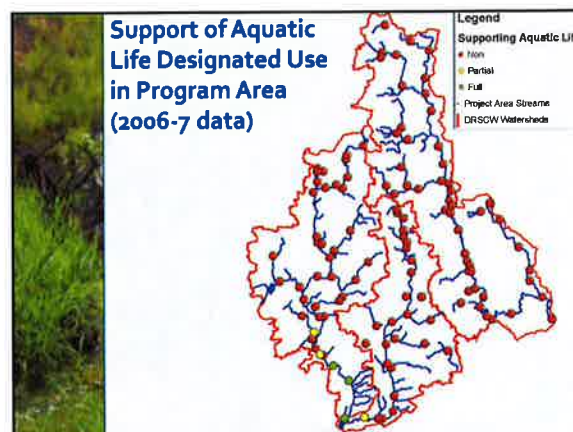 Support of Aquatic
Life Designated Use
in Program Area
(2006-7 data)
Legend
Supporting Aquatic Li
Non
Partial
Full
Project Area Streams
DRSCW Watersheds